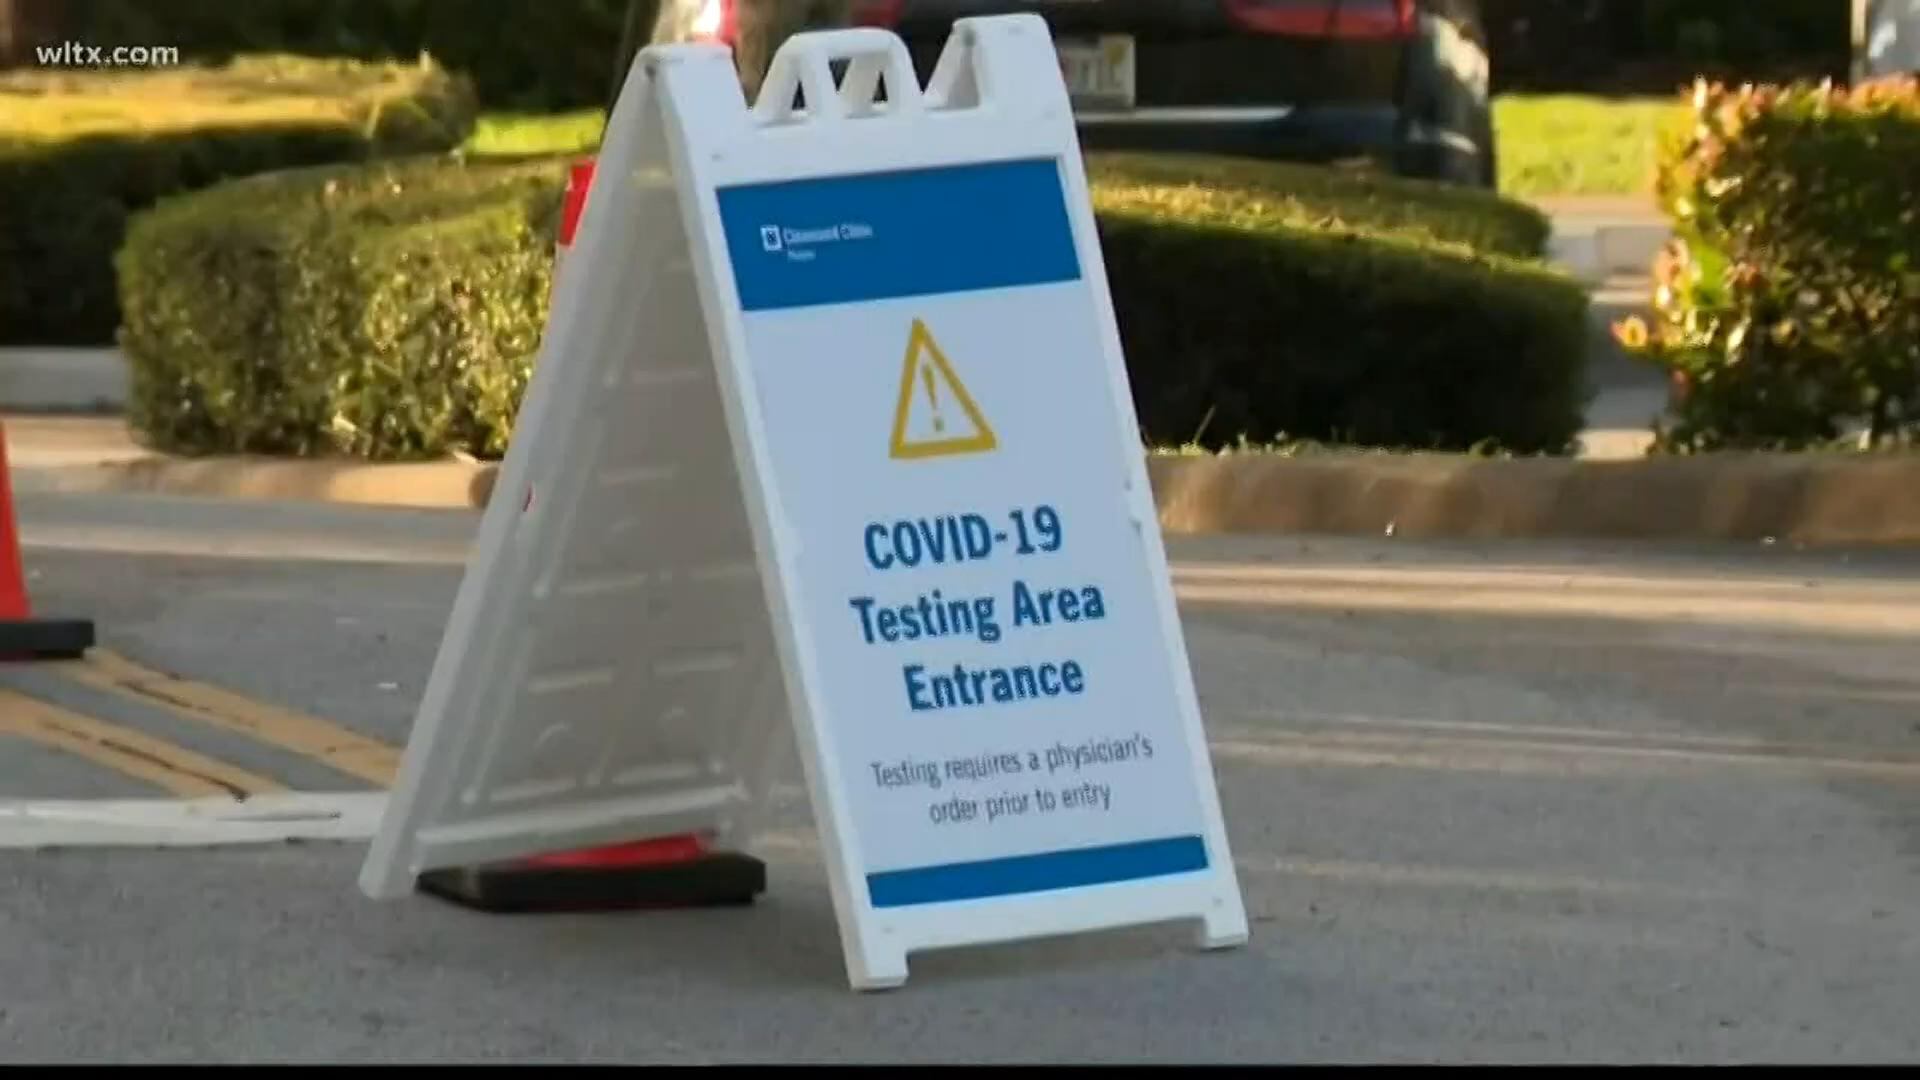 wltx.com
COVID-19
Testing Area
Entrance
Testing requires a physician's
order prior to entry